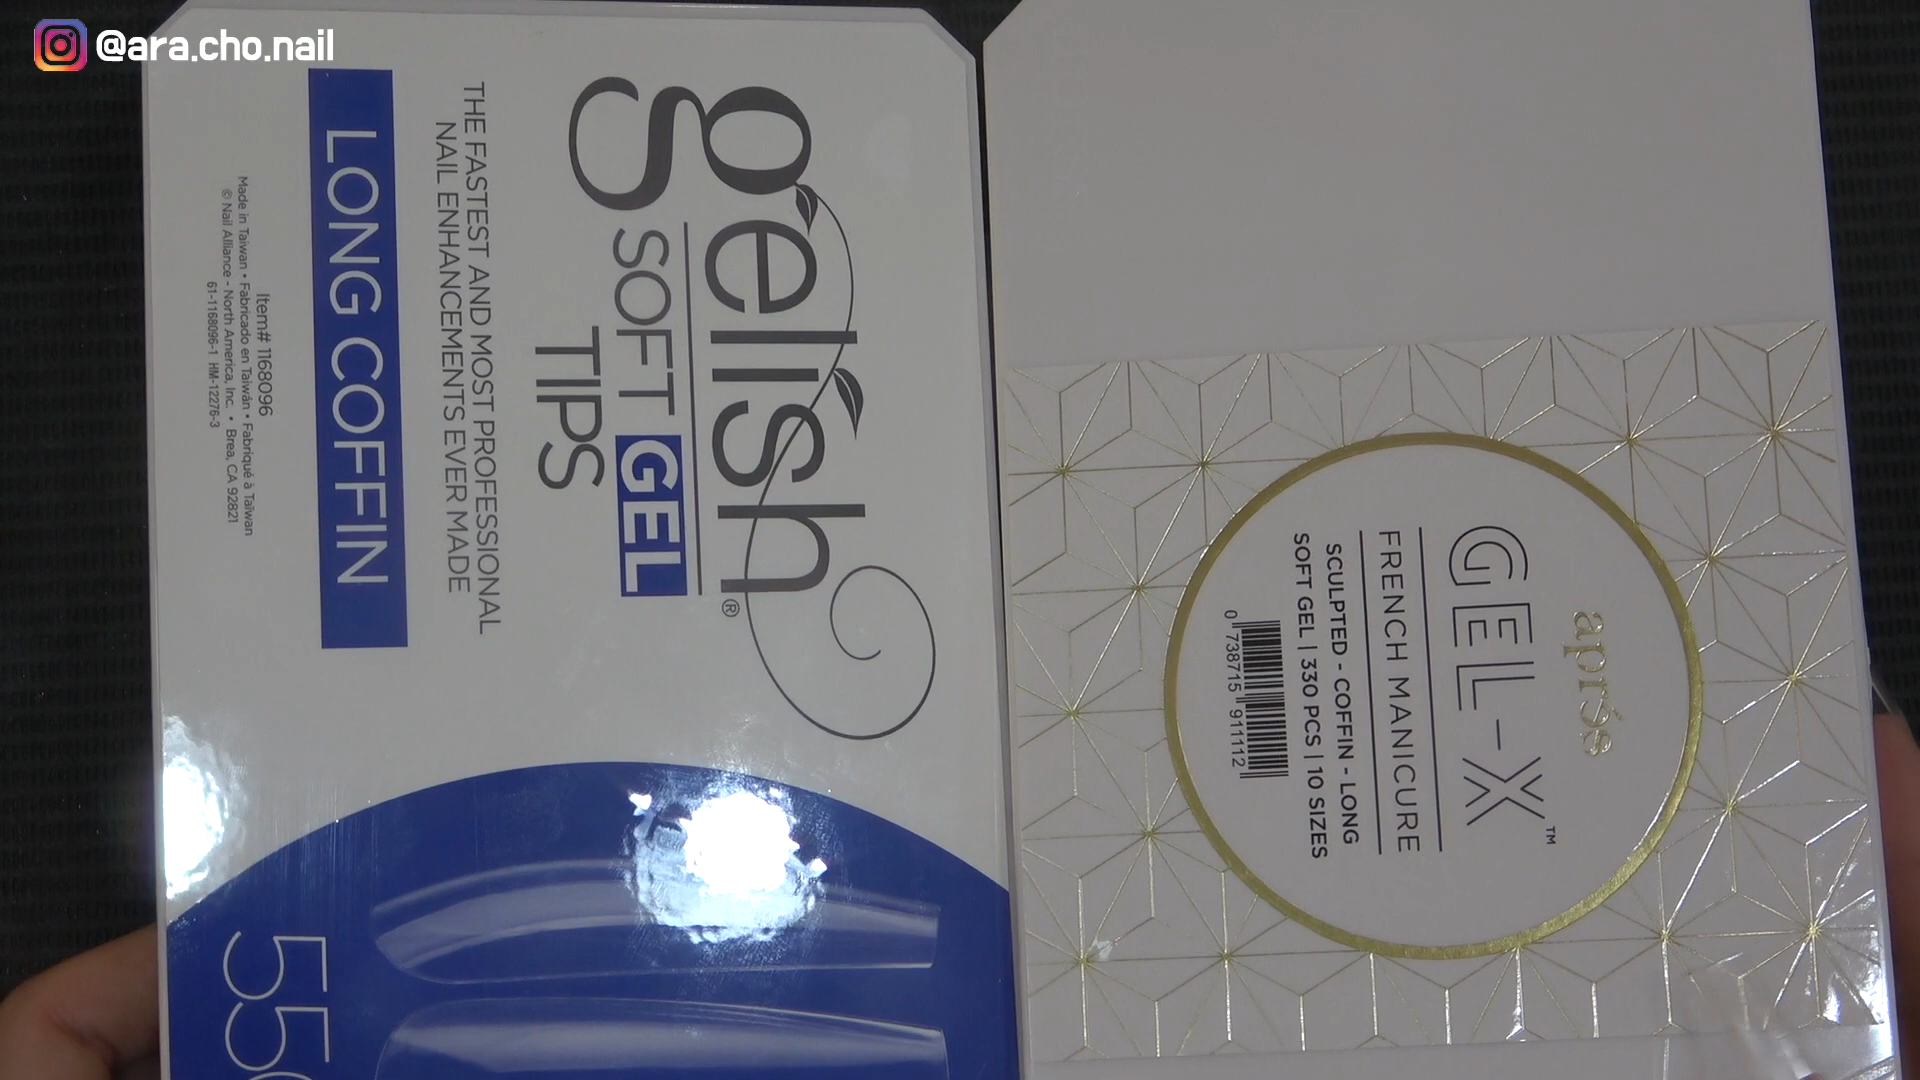 @ara.cho.nail
gelish®
SOFT GEL
TIPS
THE FASTEST AND MOST PROFESSIONAL
NAIL ENHANCEMENTS EVER MADE
LONG COFFIN
Item# 1168096
Made in Taiwan • Fabricado en Taiwán • Fabriqué à Taïwan
© Nail Alliance - North America, Inc. • Brea, CA 92821
61-1168096-1 HM-12276-3
55
aprés
GEL-X™
FRENCH MANICURE
SCULPTED - COFFIN - LONG
SOFT GEL | 330 PCS | 10 SIZES
0 738715 911112